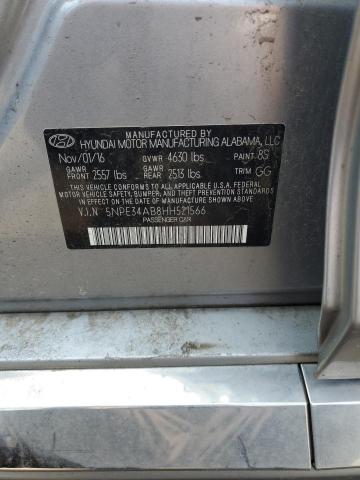 MANUFACTURED BY
HYUNDAI MOTOR MANUFACTURING ALABAMA, LLC
Nov/01/16 GVWR 4630 lbs PAINT 8S
GAWR FRONT 2557 lbs GAWR REAR 2513 lbs TRIM GG
THIS VEHICLE CONFORMS TO ALL APPLICABLE U.S.A. FEDERAL
MOTOR VEHICLE SAFETY, BUMPER, AND THEFT PREVENTION STANDARDS
IN EFFECT ON THE DATE OF MANUFACTURE SHOWN ABOVE.
V.I.N 5NPE34AB8HH521566
PASSENGER CAR